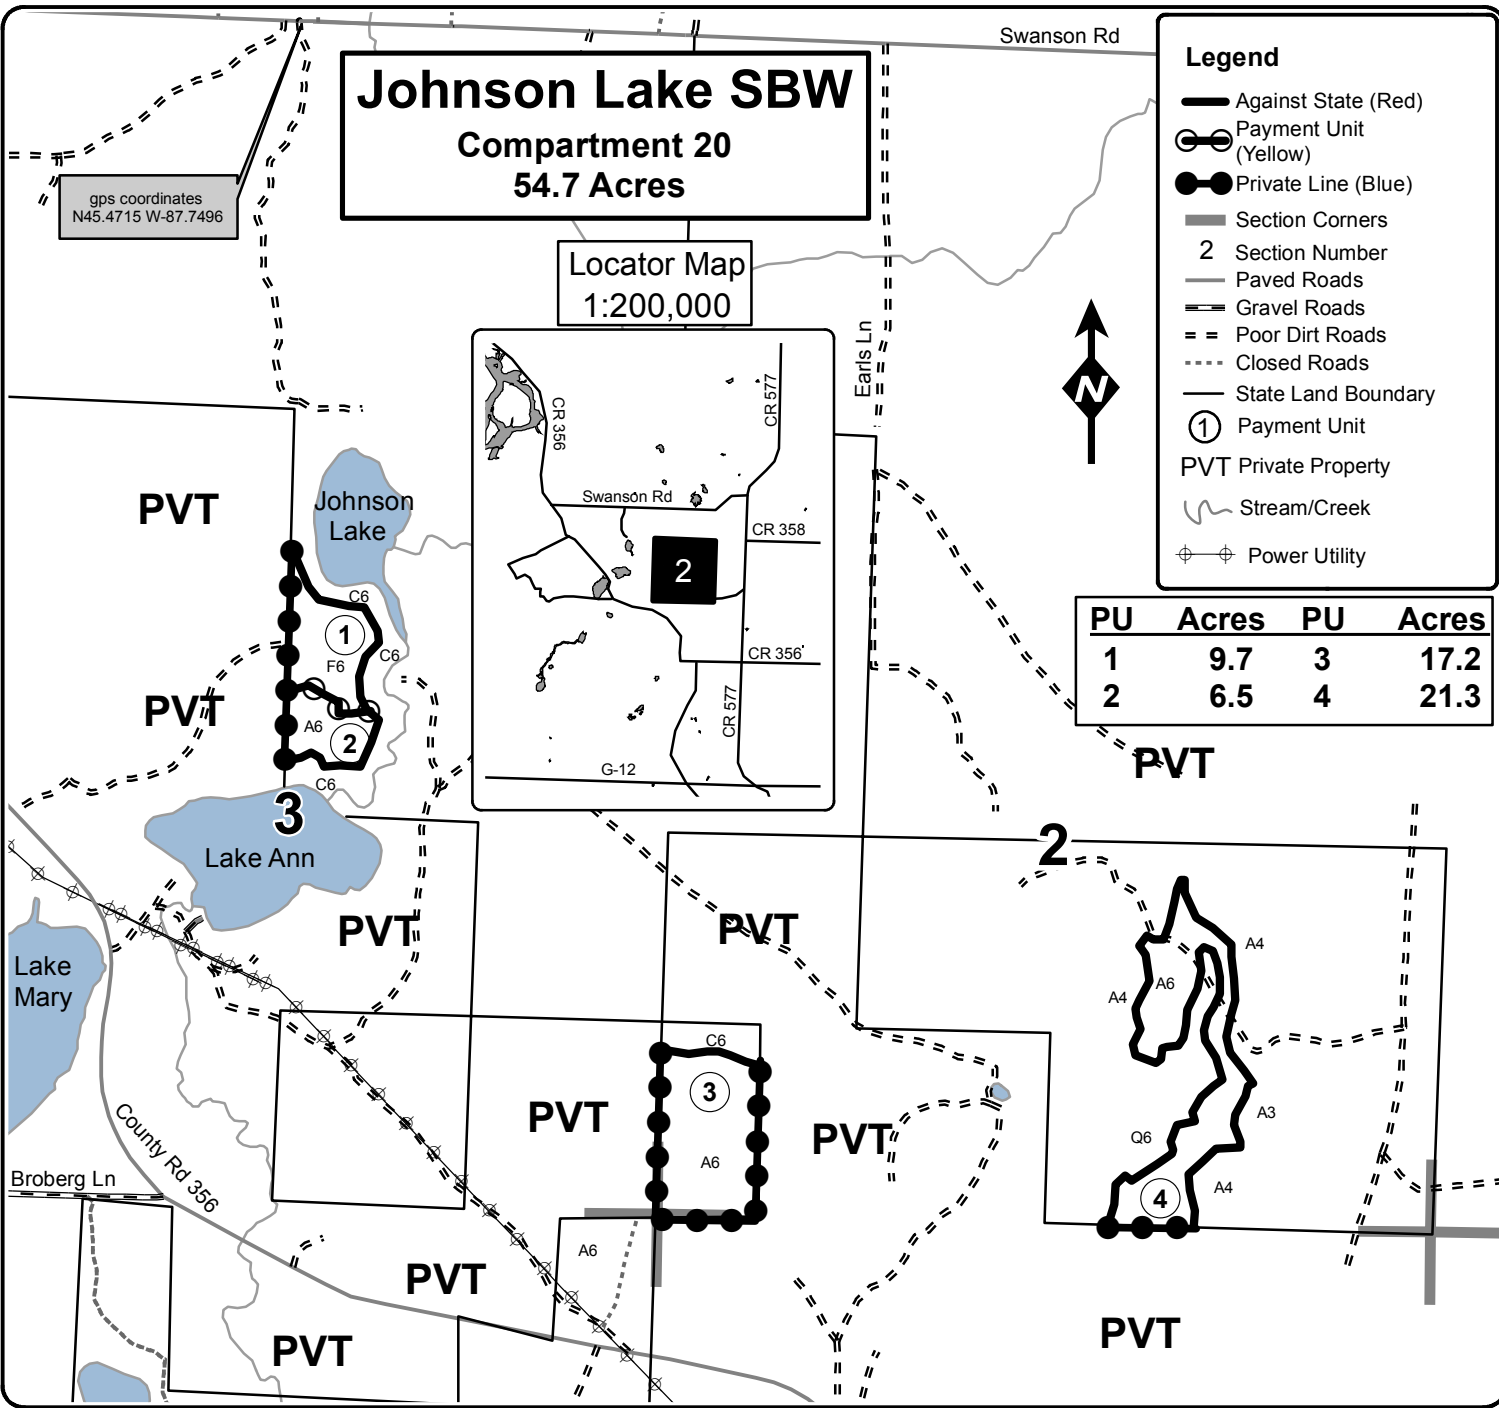 Swanson Rd
Johnson Lake SBW
Compartment 20
54.7 Acres
gps coordinates
N45.4715 W-87.7496
Legend
Against State (Red)
Payment Unit
(Yellow)
Private Line (Blue)
Section Corners
2 Section Number
Paved Roads
Gravel Roads
Poor Dirt Roads
Closed Roads
State Land Boundary
1 Payment Unit
PVT Private Property
Stream/Creek
Power Utility
Locator Map
1:200,000
Earls Ln
N
CR 356
CR 577
Swanson Rd
CR 358
2
CR 356
CR 577
G-12
PU Acres PU Acres
1 9.7 3 17.2
2 6.5 4 21.3
PVT
Johnson
Lake
C6
1
F6
C6
PVT
A6
2
C6
3
Lake Ann
PVT
2
PVT
PVT
A4
A6
A4
Lake
Mary
C6
3
A6
PVT
PVT
A3
Q6
A4
4
County Rd 356
Broberg Ln
A6
PVT
PVT
PVT